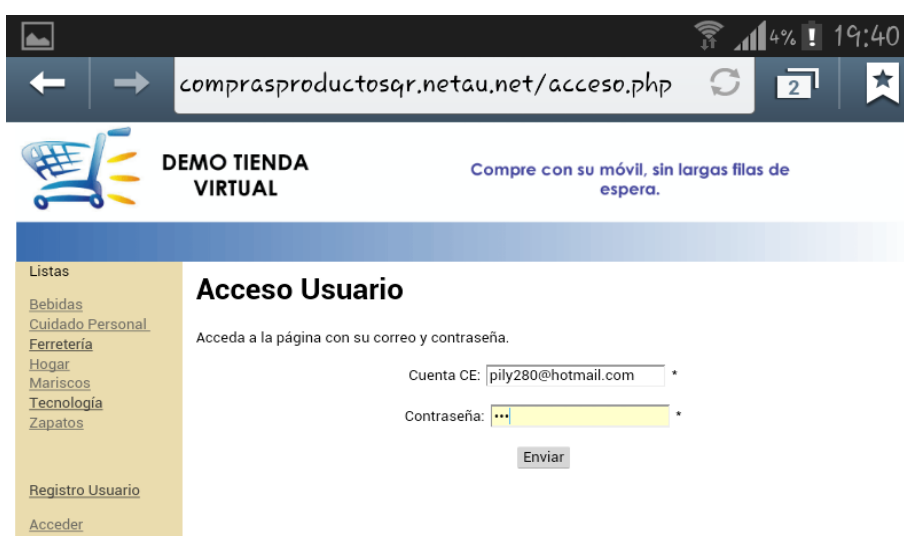 4% 19:40
comprasproductosqr.netau.net/acceso.php 2
DEMO TIENDA
VIRTUAL
Compre con su móvil, sin largas filas de
espera.
Listas
Bebidas
Cuidado Personal
Ferretería
Hogar
Mariscos
Tecnología
Zapatos
Registro Usuario
Acceder
Acceso Usuario
Acceda a la página con su correo y contraseña.
Cuenta CE: pily280@hotmail.com *
Contraseña: ••• *
Enviar